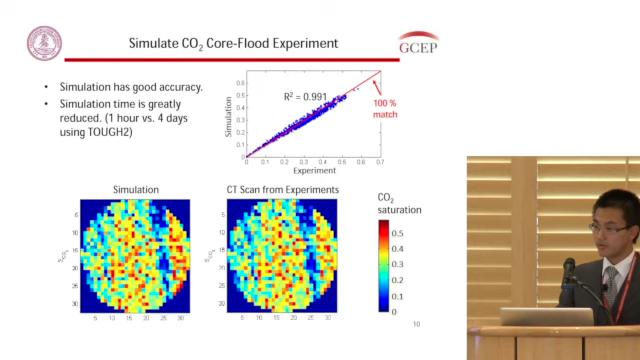 Simulate CO2 Core-Flood Experiment
GCEP
• Simulation has good accuracy.
• Simulation time is greatly
reduced. (1 hour vs. 4 days
using TOUGH2)
0.6
0.5
0.4
0.3
0.2
0.1
0
Simulation
R2 = 0.991
100 %
match
0 0.1 0.2 0.3 0.4 0.5 0.6 0.7
Experiment
Simulation
CT Scan from Experiments
CO2
saturation
5
10
15
20
25
30
SCO2
5 10 15 20 25 30
5
10
15
20
25
30
SCO2
5 10 15 20 25 30
0.5
0.4
0.3
0.2
0.1
0
10